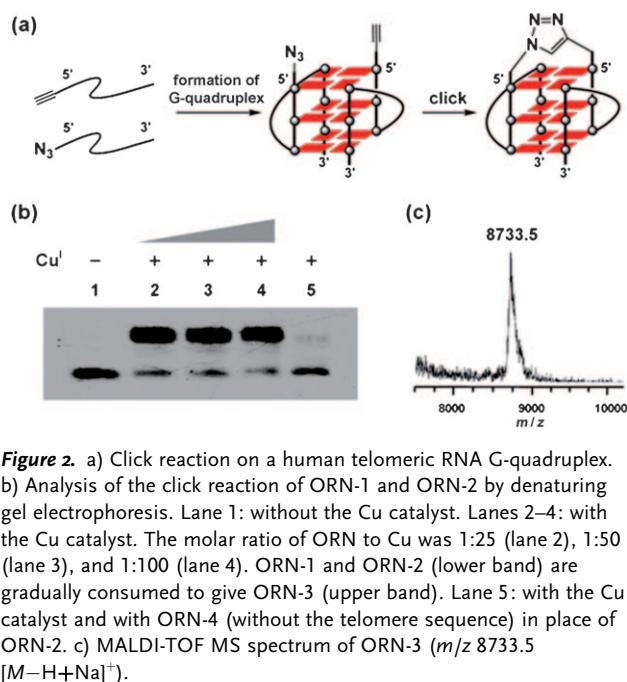 (a)
5' 3'
N₃ 5' 3'
formation of
G-quadruplex
N₃
5' 5'
3'
3'
click
N=N
N
5' 5'
3'
3'
(b)
Cuᴵ − + + + +
1 2 3 4 5
(c)
8733.5
8000 9000 10000
m / z
Figure 2. a) Click reaction on a human telomeric RNA G-quadruplex.
b) Analysis of the click reaction of ORN-1 and ORN-2 by denaturing
gel electrophoresis. Lane 1: without the Cu catalyst. Lanes 2–4: with
the Cu catalyst. The molar ratio of ORN to Cu was 1:25 (lane 2), 1:50
(lane 3), and 1:100 (lane 4). ORN-1 and ORN-2 (lower band) are
gradually consumed to give ORN-3 (upper band). Lane 5: with the Cu
catalyst and with ORN-4 (without the telomere sequence) in place of
ORN-2. c) MALDI-TOF MS spectrum of ORN-3 (m/z 8733.5
[M−H+Na]⁺).